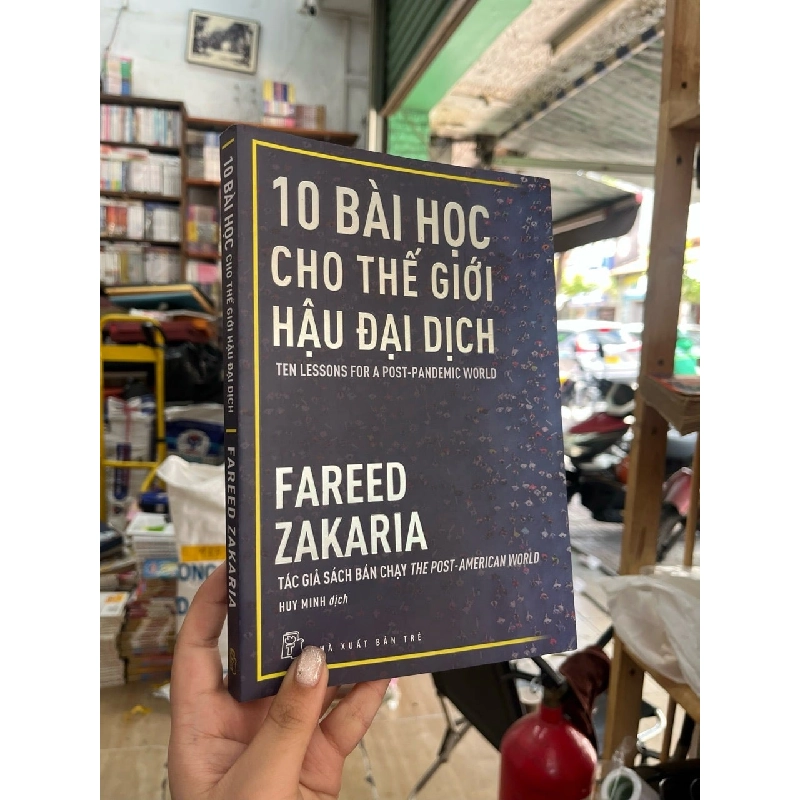 10 BÀI HỌC
CHO THẾ GIỚI
HẬU ĐẠI DỊCH
TEN LESSONS FOR A POST-PANDEMIC WORLD
FAREED
ZAKARIA
TÁC GIẢ SÁCH BÁN CHẠY THE POST-AMERICAN WORLD
HUY MINH dịch
XUẤT BẢN TRẺ
10 BÀI HỌC CHO THẾ GIỚI HẬU ĐẠI DỊCH
FAREED ZAKARIA